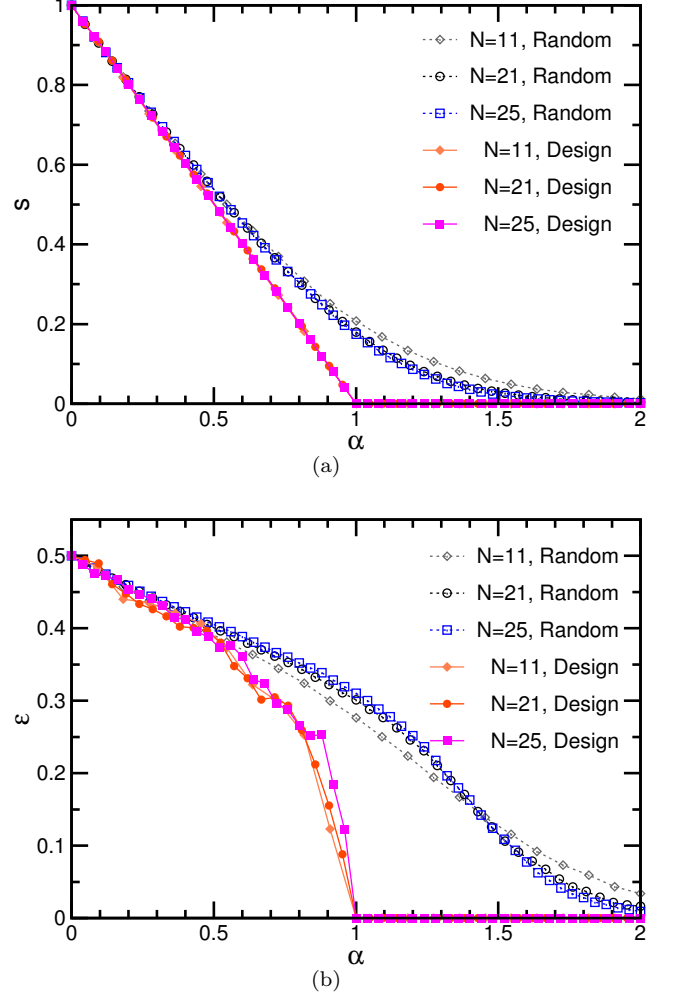 1
0.8
0.6
0.4
0.2
0
s
N=11, Random
N=21, Random
N=25, Random
N=11, Design
N=21, Design
N=25, Design
0 0.5 1 1.5 2
α
(a)
0.5
0.4
0.3
0.2
0.1
0
ε
N=11, Random
N=21, Random
N=25, Random
N=11, Design
N=21, Design
N=25, Design
0 0.5 1 1.5 2
α
(b)